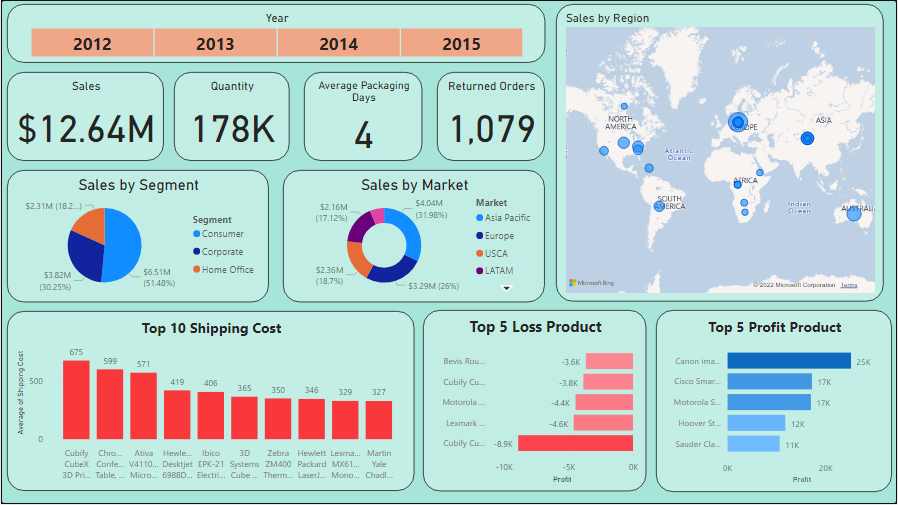 Year
2012 2013 2014 2015
Sales
$12.64M
Quantity
178K
Average Packaging
Days
4
Returned Orders
1,079
Sales by Region
NORTH
AMERICA
Atlantic
Ocean
EUROPE
ASIA
AFRICA
SOUTH
AMERICA
Indian
Ocean
AUSTRAL
Microsoft Bing
© 2022 Microsoft Corporation Terms
Sales by Segment
$2.31M (18.2...)
$3.82M
(30.25%)
$6.51M
(51.48%)
Segment
Consumer
Corporate
Home Office
Sales by Market
$2.16M
(17.12%)
$4.04M
(31.98%)
$2.36M
(18.7%)
$3.29M (26%)
Market
Asia Pacific
Europe
USCA
LATAM
Top 10 Shipping Cost
Average of Shipping Cost
500
0
675 599 571 419 406 365 350 346 329 327
Cubify
CubeX
3D Pri...
Chro...
Confe...
Table, ...
Ativa
V4110...
Micro...
Hewle...
Deskjet
6988D...
Ibico
EPK-21
Electri...
3D
Systems
Cube ...
Zebra
ZM400
Therm...
Hewlett
Packard
LaserJ...
Lexma...
MX61...
Mono...
Martin
Yale
Chadl...
Top 5 Loss Product
Bevis Rou... -3.6K
Cubify Cu... -3.8K
Motorola ... -4.4K
Lexmark ... -4.6K
Cubify Cu... -8.9K
-10K -5K 0K
Profit
Top 5 Profit Product
Canon ima... 25K
Cisco Smar... 17K
Motorola S... 17K
Hoover St... 12K
Sauder Cla... 11K
0K 20K
Profit